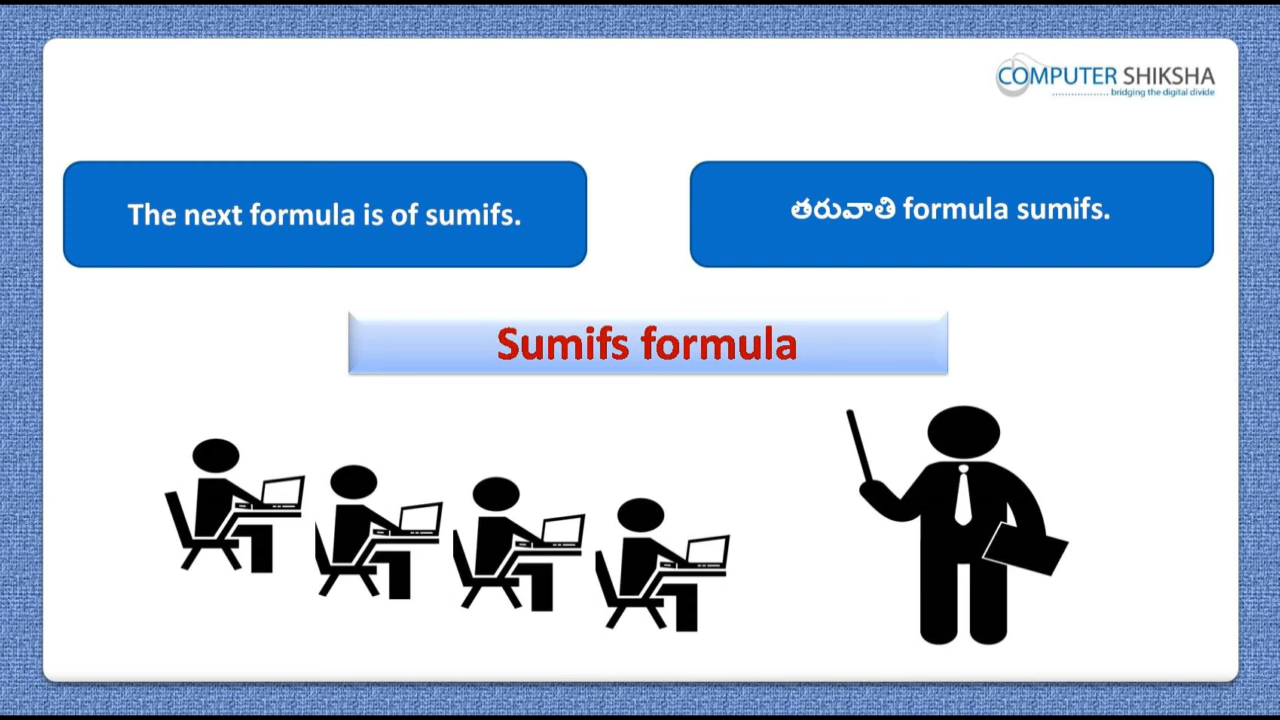 COMPUTER SHIKSHA
.................. bridging the digital divide
The next formula is of sumifs.
తరువాతి formula sumifs.
Sumifs formula